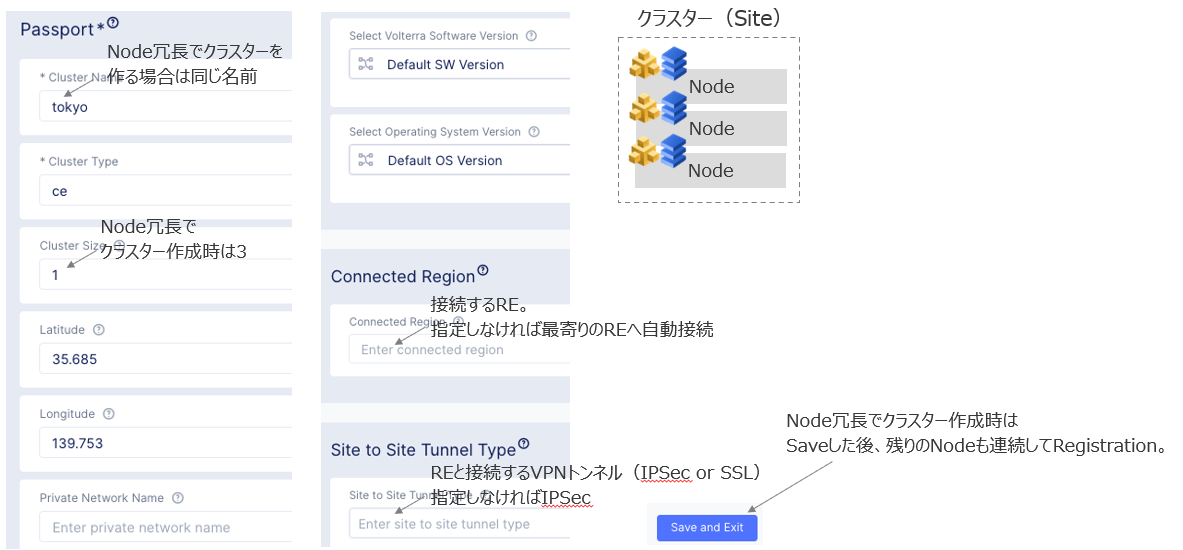 Passport*
Node冗長でクラスターを
作る場合は同じ名前
* Cluster Name
tokyo
* Cluster Type
ce
Node冗長で
クラスター作成時は3
Cluster Size
1
Latitude
35.685
Longitude
139.753
Private Network Name
Enter private network name
Select Volterra Software Version
Default SW Version
Select Operating System Version
Default OS Version
Connected Region
接続するRE。
指定しなければ最寄りのREへ自動接続
Connected Region
Enter connected region
Site to Site Tunnel Type
REと接続するVPNトンネル（IPSec or SSL）
指定しなければIPSec
Site to Site Tunnel Type
Enter site to site tunnel type
クラスター（Site）
Node
Node
Node
Node冗長でクラスター作成時は
Saveした後、残りのNodeも連続してRegistration。
Save and Exit